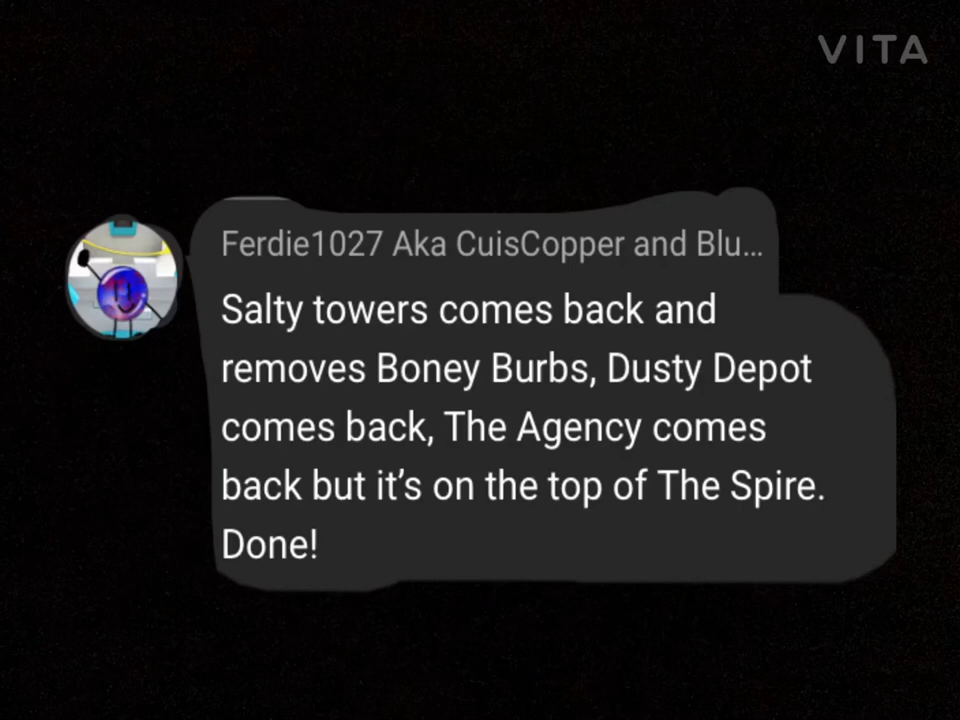 VITA
Ferdie1027 Aka CuisCopper and Blu...
Salty towers comes back and
removes Boney Burbs, Dusty Depot
comes back, The Agency comes
back but it's on the top of The Spire.
Done!